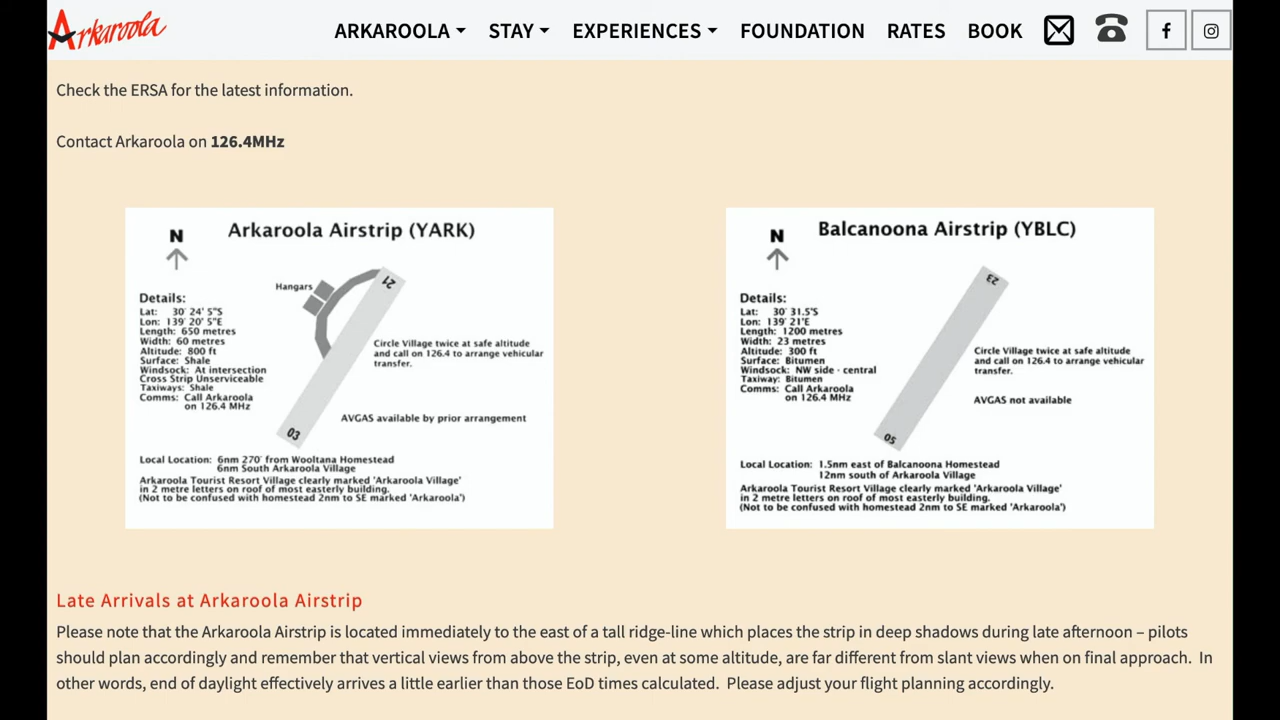 Arkaroola
ARKAROOLA STAY EXPERIENCES FOUNDATION RATES BOOK
Check the ERSA for the latest information.
Contact Arkaroola on 126.4MHz
Arkaroola Airstrip (YARK)
N
21
Hangars
Details:
Lat: 30° 24' 5"S
Lon: 139° 20' 5"E
Length: 650 metres
Width: 60 metres
Altitude: 800 ft
Surface: Shale
Windsock: At intersection
Cross Strip Unserviceable
Taxiways: Shale
Comms: Call Arkaroola
on 126.4 MHz
Circle Village twice at safe altitude
and call on 126.4 to arrange vehicular
transfer.
AVGAS available by prior arrangement
03
Local Location: 6nm 270° from Wooltana Homestead
6nm South Arkaroola Village
Arkaroola Tourist Resort Village clearly marked 'Arkaroola Village'
in 2 metre letters on roof of most easterly building.
(Not to be confused with homestead 2nm to SE marked 'Arkaroola')
Balcanoona Airstrip (YBLC)
N
23
Details:
Lat: 30° 31.5'S
Lon: 139° 21'E
Length: 1200 metres
Width: 23 metres
Altitude: 300 ft
Surface: Bitumen
Windsock: NW side - central
Taxiway: Bitumen
Comms: Call Arkaroola
on 126.4 MHz
Circle Village twice at safe altitude
and call on 126.4 to arrange vehicular
transfer.
AVGAS not available
05
Local Location: 1.5nm east of Balcanoona Homestead
12nm south of Arkaroola Village
Arkaroola Tourist Resort Village clearly marked 'Arkaroola Village'
in 2 metre letters on roof of most easterly building.
(Not to be confused with homestead 2nm to SE marked 'Arkaroola')
Late Arrivals at Arkaroola Airstrip
Please note that the Arkaroola Airstrip is located immediately to the east of a tall ridge-line which places the strip in deep shadows during late afternoon – pilots
should plan accordingly and remember that vertical views from above the strip, even at some altitude, are far different from slant views when on final approach. In
other words, end of daylight effectively arrives a little earlier than those EoD times calculated. Please adjust your flight planning accordingly.